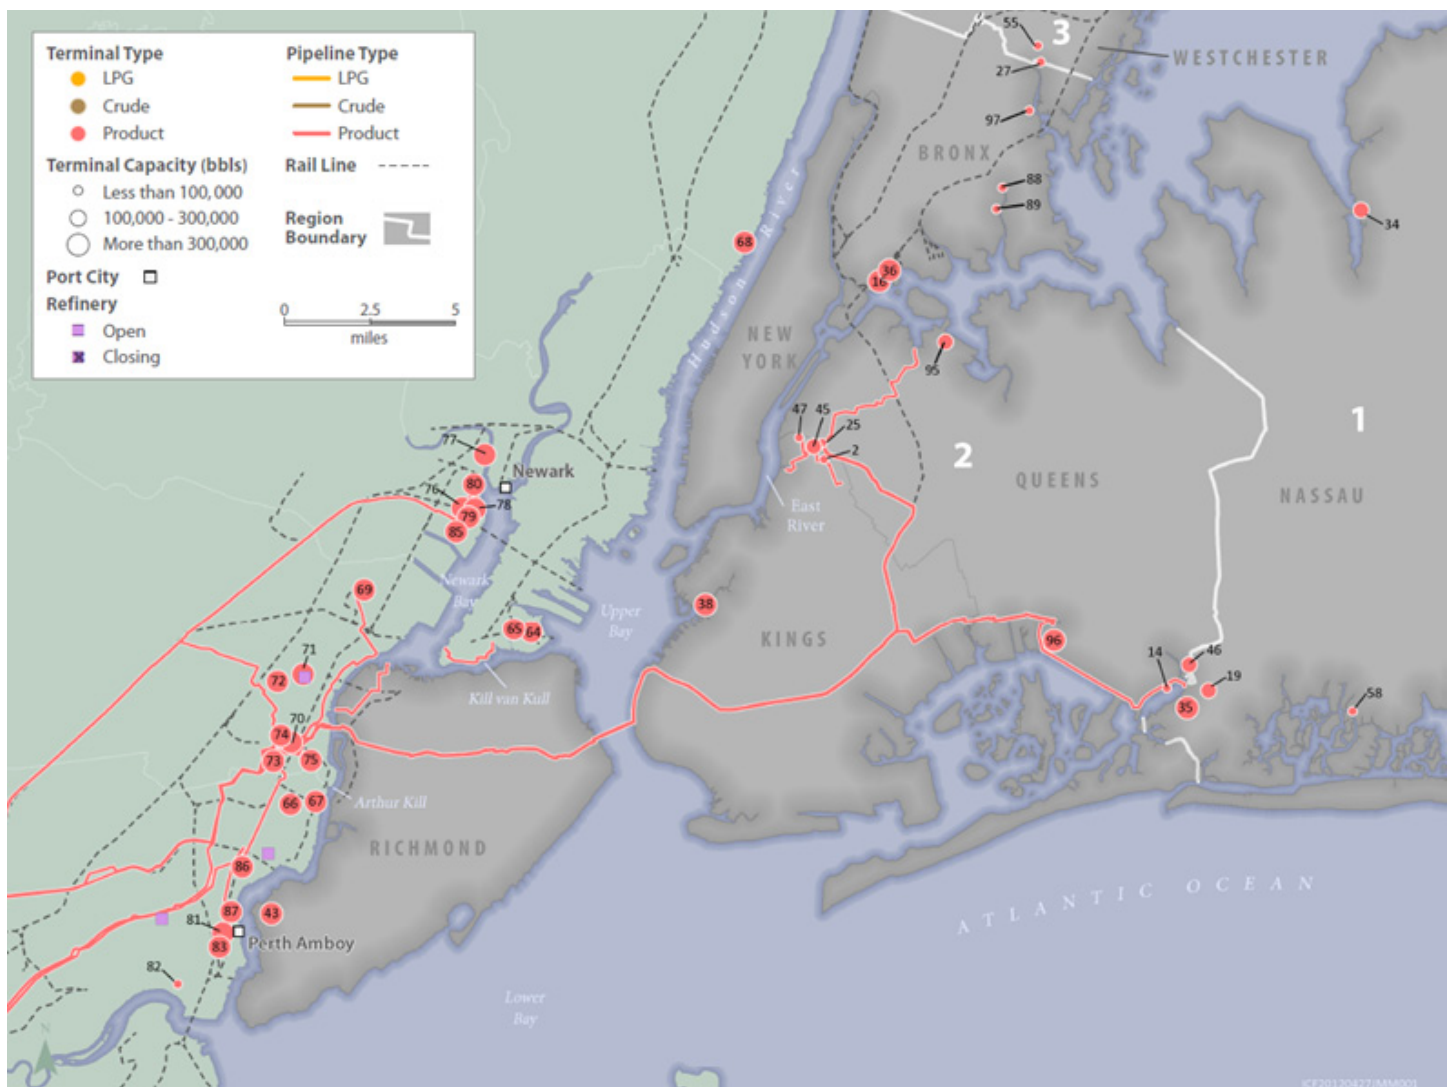 Terminal Type
LPG
Crude
Product
Terminal Capacity (bbls)
Less than 100,000
100,000 - 300,000
More than 300,000
Port City
Refinery
Open
Closing
Pipeline Type
LPG
Crude
Product
Rail Line
Region
Boundary
0 2.5 5
miles
55
3
WESTCHESTER
27
97
BRONX
88
89
34
68
Hudson River
36
16
NEW
YORK
95
47
45
25
2
2
1
QUEENS
NASSAU
East
River
77
Newark
80
76
78
79
85
Newark
Bay
69
65
64
Upper
Bay
38
KINGS
96
14
46
19
35
58
71
72
Kill van Kull
70
74
73
75
66
67
Arthur Kill
RICHMOND
86
87
43
81
83
Perth Amboy
82
ATLANTIC OCEAN
Lower
Bay
N
ICF20120427JMM001